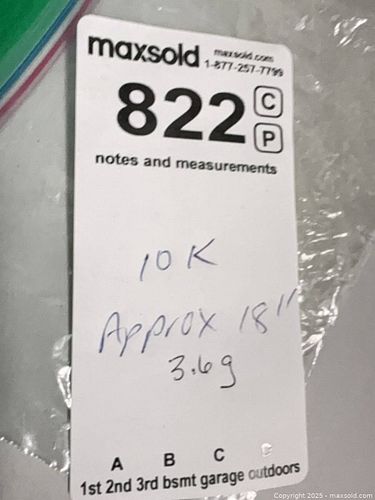 maxsold
maxsold.com
1-877-257-7799
822
C
P
notes and measurements
10K
Approx 18"
3.6g
A B C
1st 2nd 3rd bsmt garage outdoors
Copyright 2025 - maxsold.com